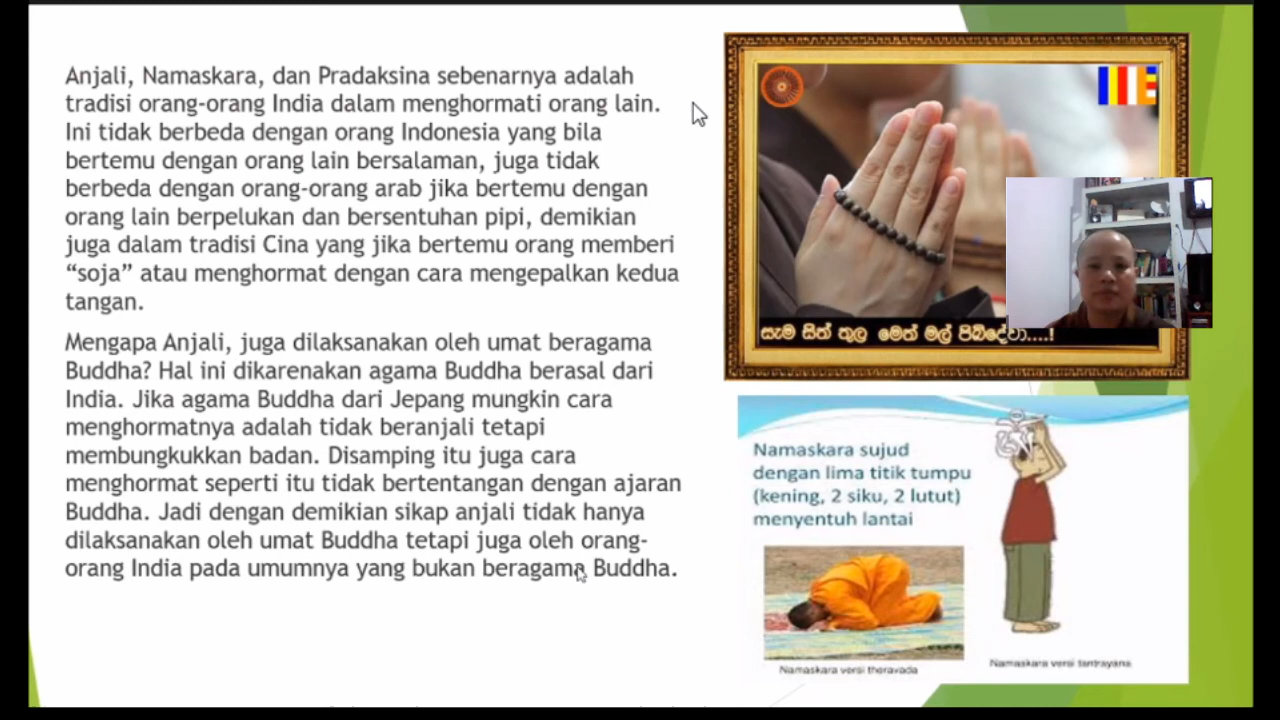 Anjali, Namaskara, dan Pradaksina sebenarnya adalah
tradisi orang-orang India dalam menghormati orang lain.
Ini tidak berbeda dengan orang Indonesia yang bila
bertemu dengan orang lain bersalaman, juga tidak
berbeda dengan orang-orang arab jika bertemu dengan
orang lain berpelukan dan bersentuhan pipi, demikian
juga dalam tradisi Cina yang jika bertemu orang memberi
“soja” atau menghormat dengan cara mengepalkan kedua
tangan.
Mengapa Anjali, juga dilaksanakan oleh umat beragama
Buddha? Hal ini dikarenakan agama Buddha berasal dari
India. Jika agama Buddha dari Jepang mungkin cara
menghormatnya adalah tidak beranjali tetapi
membungkukkan badan. Disamping itu juga cara
menghormat seperti itu tidak bertentangan dengan ajaran
Buddha. Jadi dengan demikian sikap anjali tidak hanya
dilaksanakan oleh umat Buddha tetapi juga oleh orang-
orang India pada umumnya yang bukan beragama Buddha.
සැම සිත් තුල මෙත් මල් පිබිදේවා....!
Namaskara sujud
dengan lima titik tumpu
(kening, 2 siku, 2 lutut)
menyentuh lantai
Namaskara versi theravada
Namaskara versi tantrayana